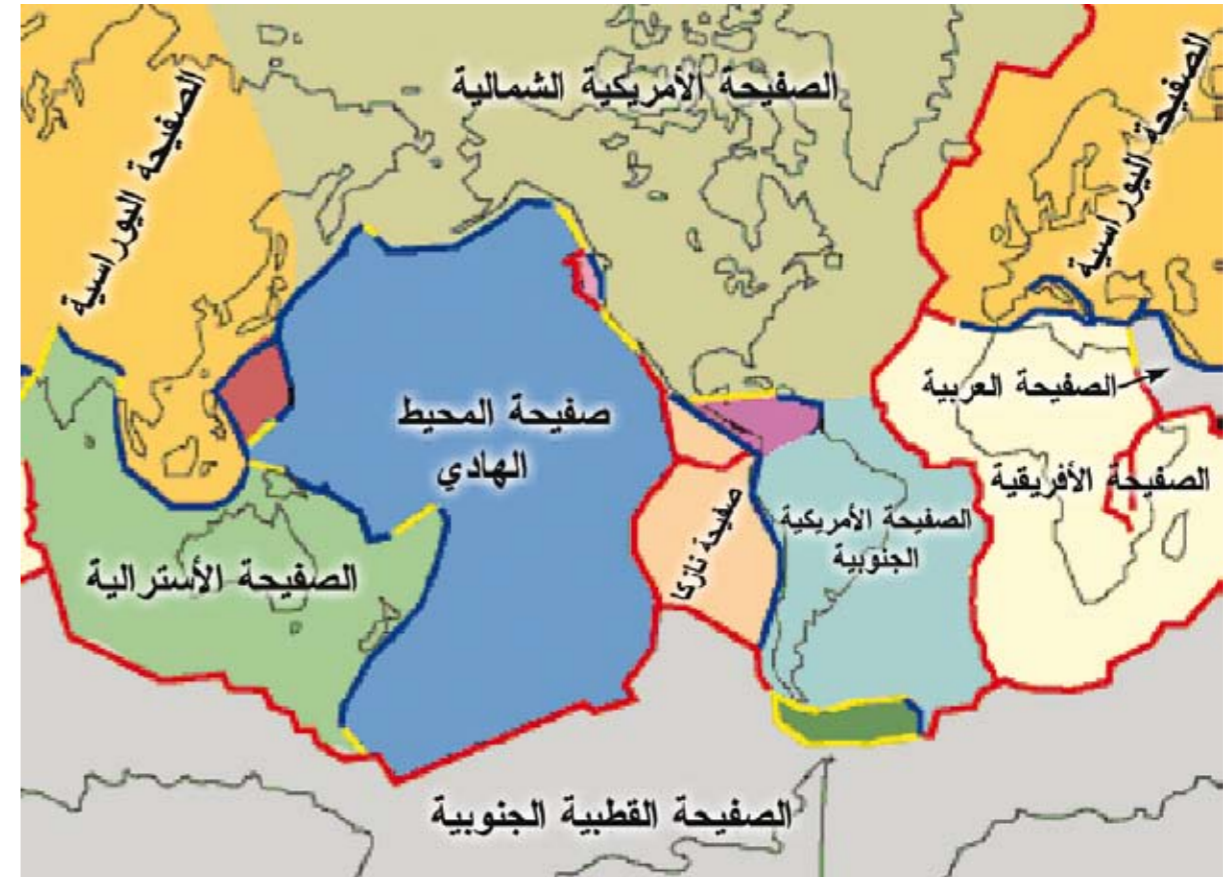 الصفيحة الأمريكية الشمالية
الصفيحة اليوراسية
الصفيحة اليوراسية
الصفيحة العربية
صفيحة المحيط
الهادي
الصفيحة الأفريقية
صفيحة نازكا
الصفيحة الأمريكية
الجنوبية
الصفيحة الأسترالية
الصفيحة القطبية الجنوبية